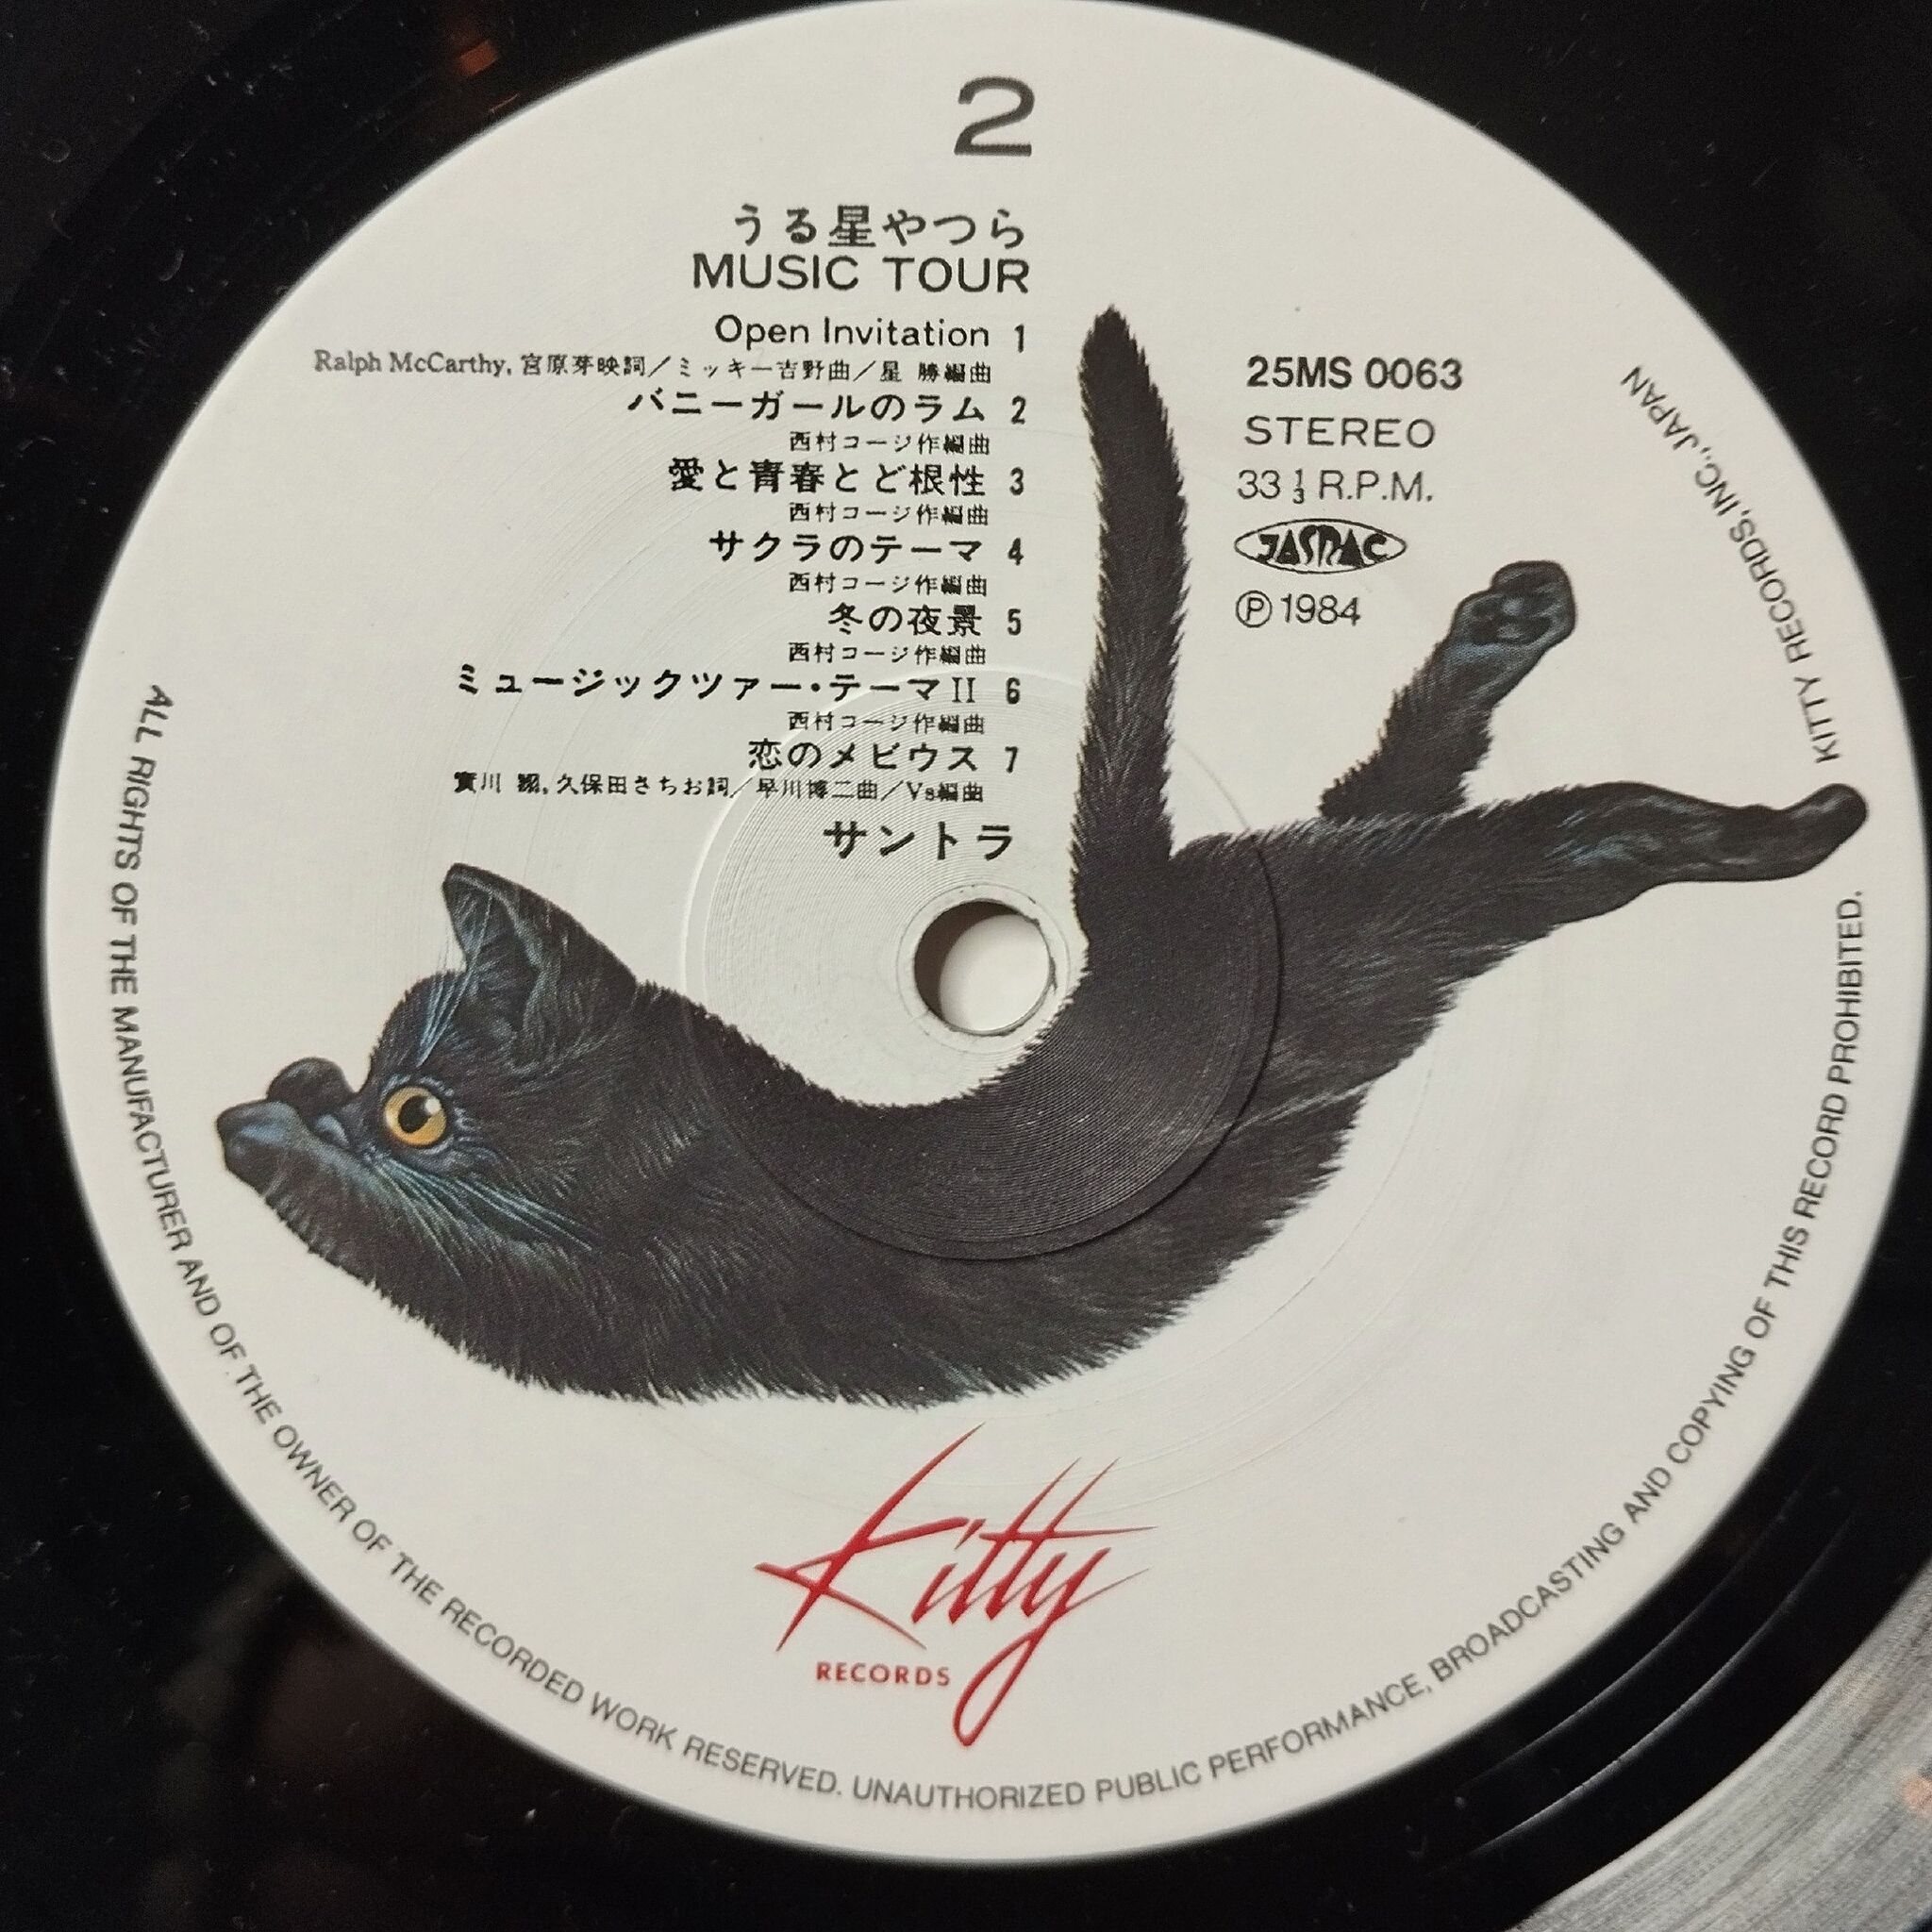 2
うる星やつら
MUSIC TOUR
Open Invitation 1
Ralph McCarthy, 宮原芽映詞／ミッキー吉野曲／星 勝編曲
バニーガールのラム 2
西村コージ作編曲
愛と青春とど根性 3
西村コージ作編曲
サクラのテーマ 4
西村コージ作編曲
冬の夜景 5
西村コージ作編曲
ミュージックツァー・テーマII 6
西村コージ作編曲
恋のメビウス 7
實川 翔, 久保田さちお詞／早川博二曲／Vs編曲
サントラ
25MS 0063
STEREO
33 1/3 R.P.M.
JASRAC
Ⓟ1984
Kitty
RECORDS
ALL RIGHTS OF THE MANUFACTURER AND OF THE OWNER OF THE RECORDED WORK RESERVED. UNAUTHORIZED PUBLIC PERFORMANCE, BROADCASTING AND COPYING OF THIS RECORD PROHIBITED.
KITTY RECORDS, INC., JAPAN